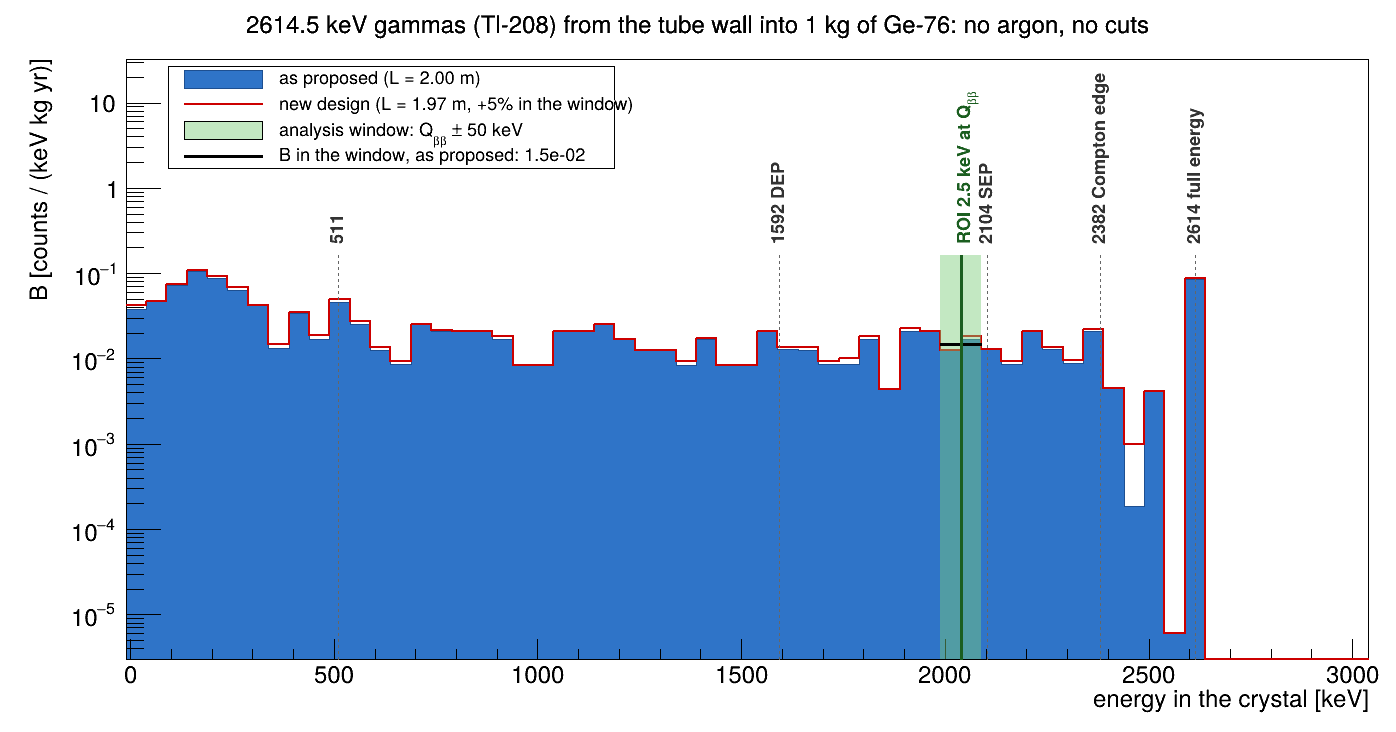 2614.5 keV gammas (Tl-208) from the tube wall into 1 kg of Ge-76: no argon, no cuts
B [counts / (keV kg yr)]
as proposed (L = 2.00 m)
new design (L = 1.97 m, +5% in the window)
analysis window: Qββ ± 50 keV
B in the window, as proposed: 1.5e-02
511
1592 DEP
ROI 2.5 keV at Qββ
2104 SEP
2382 Compton edge
2614 full energy
10
1
10−1
10−2
10−3
10−4
10−5
0 500 1000 1500 2000 2500 3000
energy in the crystal [keV]